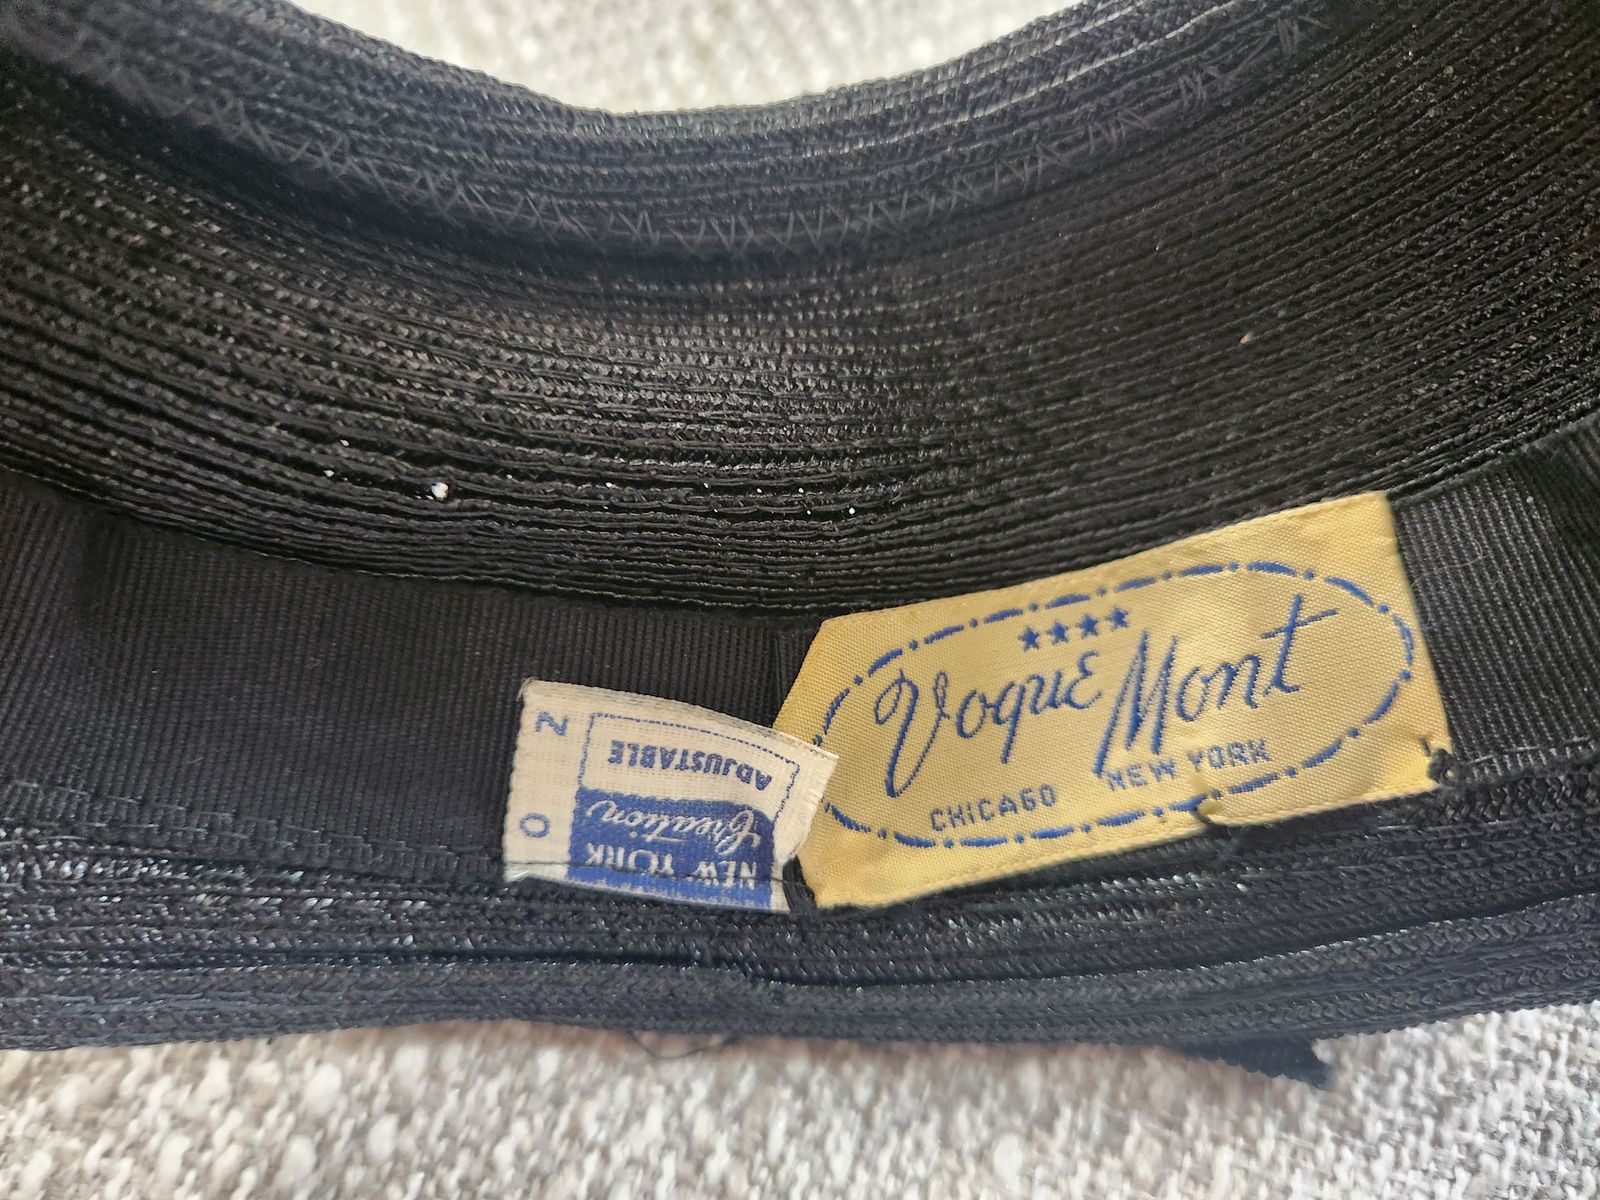 ★★★★
Vogue Mont
CHICAGO NEW YORK
NEW YORK
Creation
ADJUSTABLE